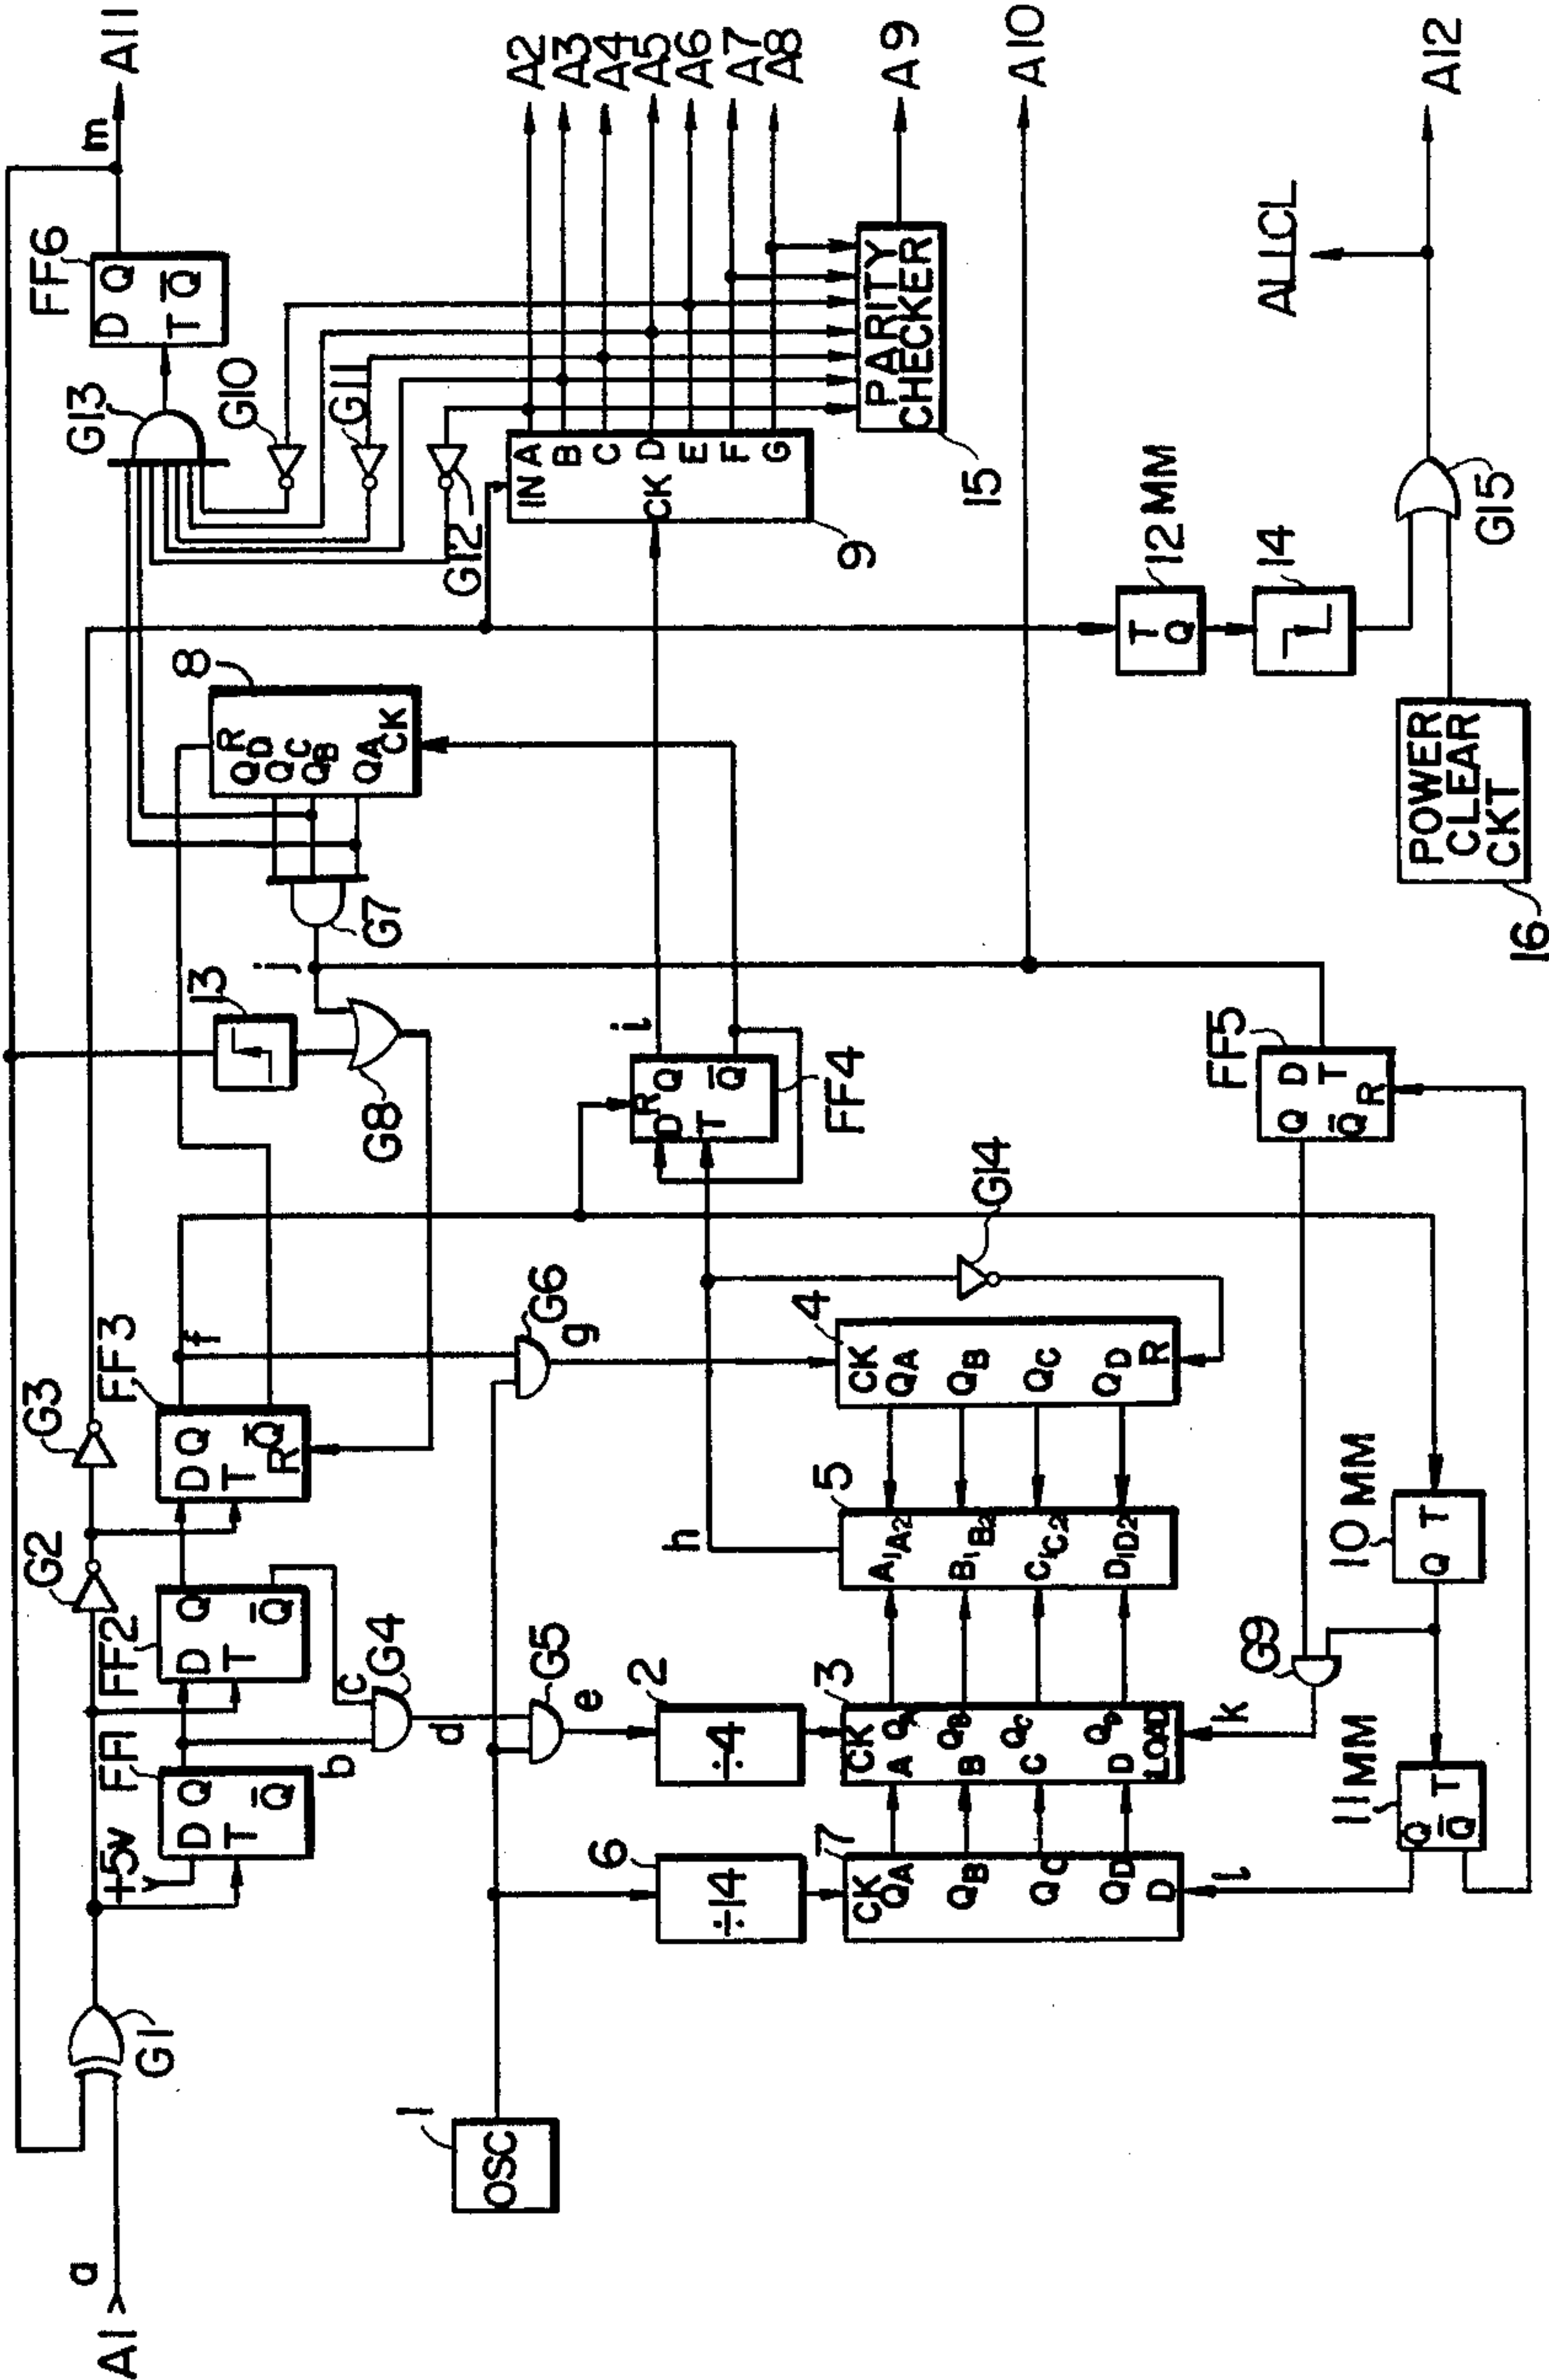 A1
a
G1
+5v
FF1
D Q
T Q̅
b
FF2
D Q
T Q̅
c
G4
d
G2
G3
FF3
D Q
T Q̅
R
f
13
G8
j
G7
8
R
QD
QC
QB
QA
CK
G13
G10
G11
G12
FF6
D Q
T Q̅
m
A11
1
OSC
G5
e
G6
g
6
÷14
2
÷4
7
CK
QA
QB
QC
QD
D
3
CK
A QA
B QB
C QC
D QD
LOAD
5
A1 A2
B1 B2
C1 C2
D1 D2
h
4
CK
QA
QB
QC
QD
R
G14
FF4
R
D Q
T Q̅
i
9
IN A
B
C
CK D
E
F
G
A2
A3
A4
A5
A6
A7
A8
15
PARITY
CHECKER
A9
A10
l
k
G9
11 MM
Q T
Q̅
10 MM
Q T
FF5
Q D
Q̅ T
R
12 MM
T
Q
14
16
POWER
CLEAR
CKT
G15
ALLCL
A12